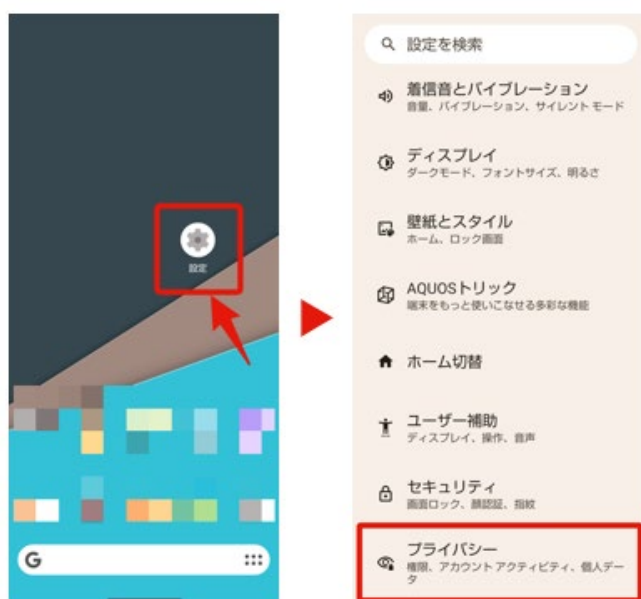 設定
G
設定を検索
着信音とバイブレーション
音量、バイブレーション、サイレント モード
ディスプレイ
ダークモード、フォントサイズ、明るさ
壁紙とスタイル
ホーム、ロック画面
AQUOSトリック
端末をもっと使いこなせる多彩な機能
ホーム切替
ユーザー補助
ディスプレイ、操作、音声
セキュリティ
画面ロック、顔認証、指紋
プライバシー
権限、アカウント アクティビティ、個人デー
タ